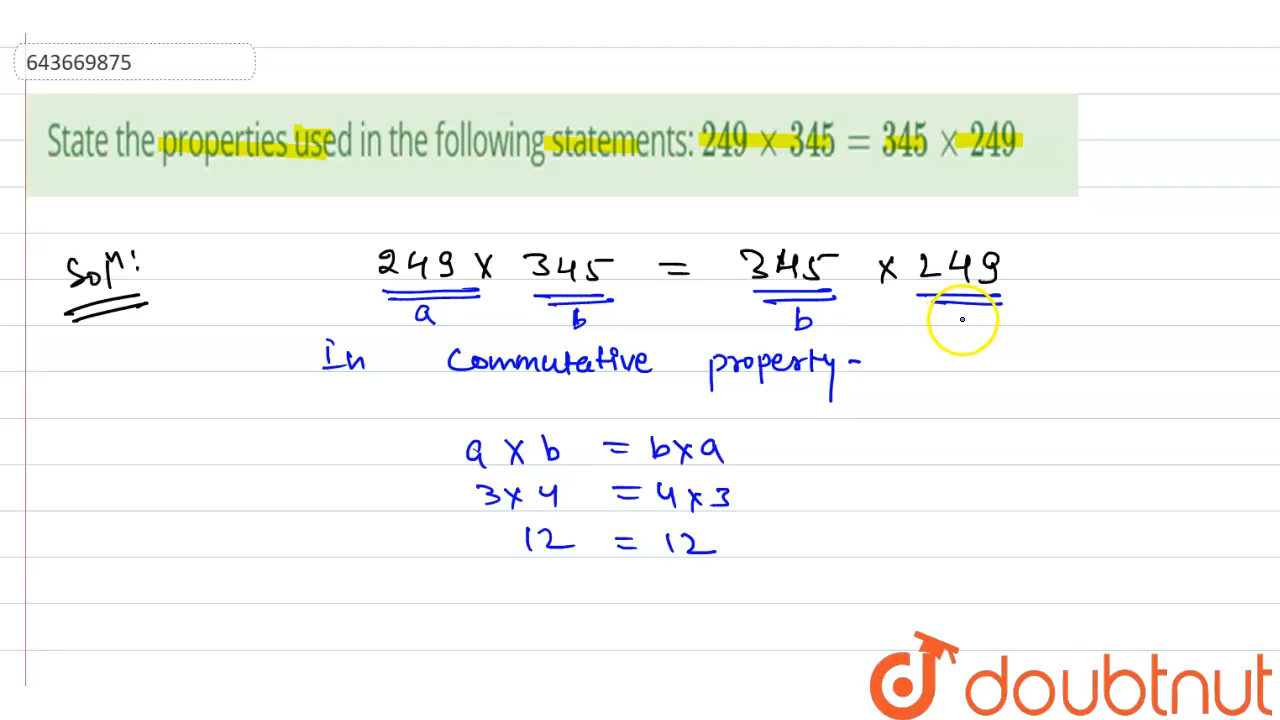 643669875
State the properties used in the following statements: 249 × 345 = 345 × 249
Solⁿ: 249 × 345 = 345 × 249
a b b
In Commutative property-
a × b = b × a
3 × 4 = 4 × 3
12 = 12
doubtnut